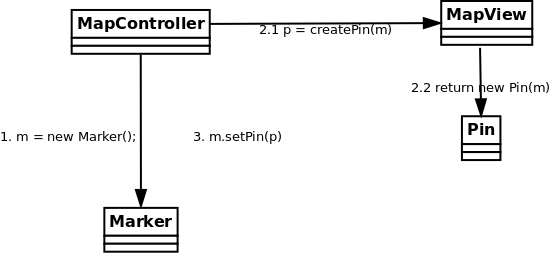 MapController
MapView
2.1 p = createPin(m)
2.2 return new Pin(m)
Pin
1. m = new Marker();
3. m.setPin(p)
Marker